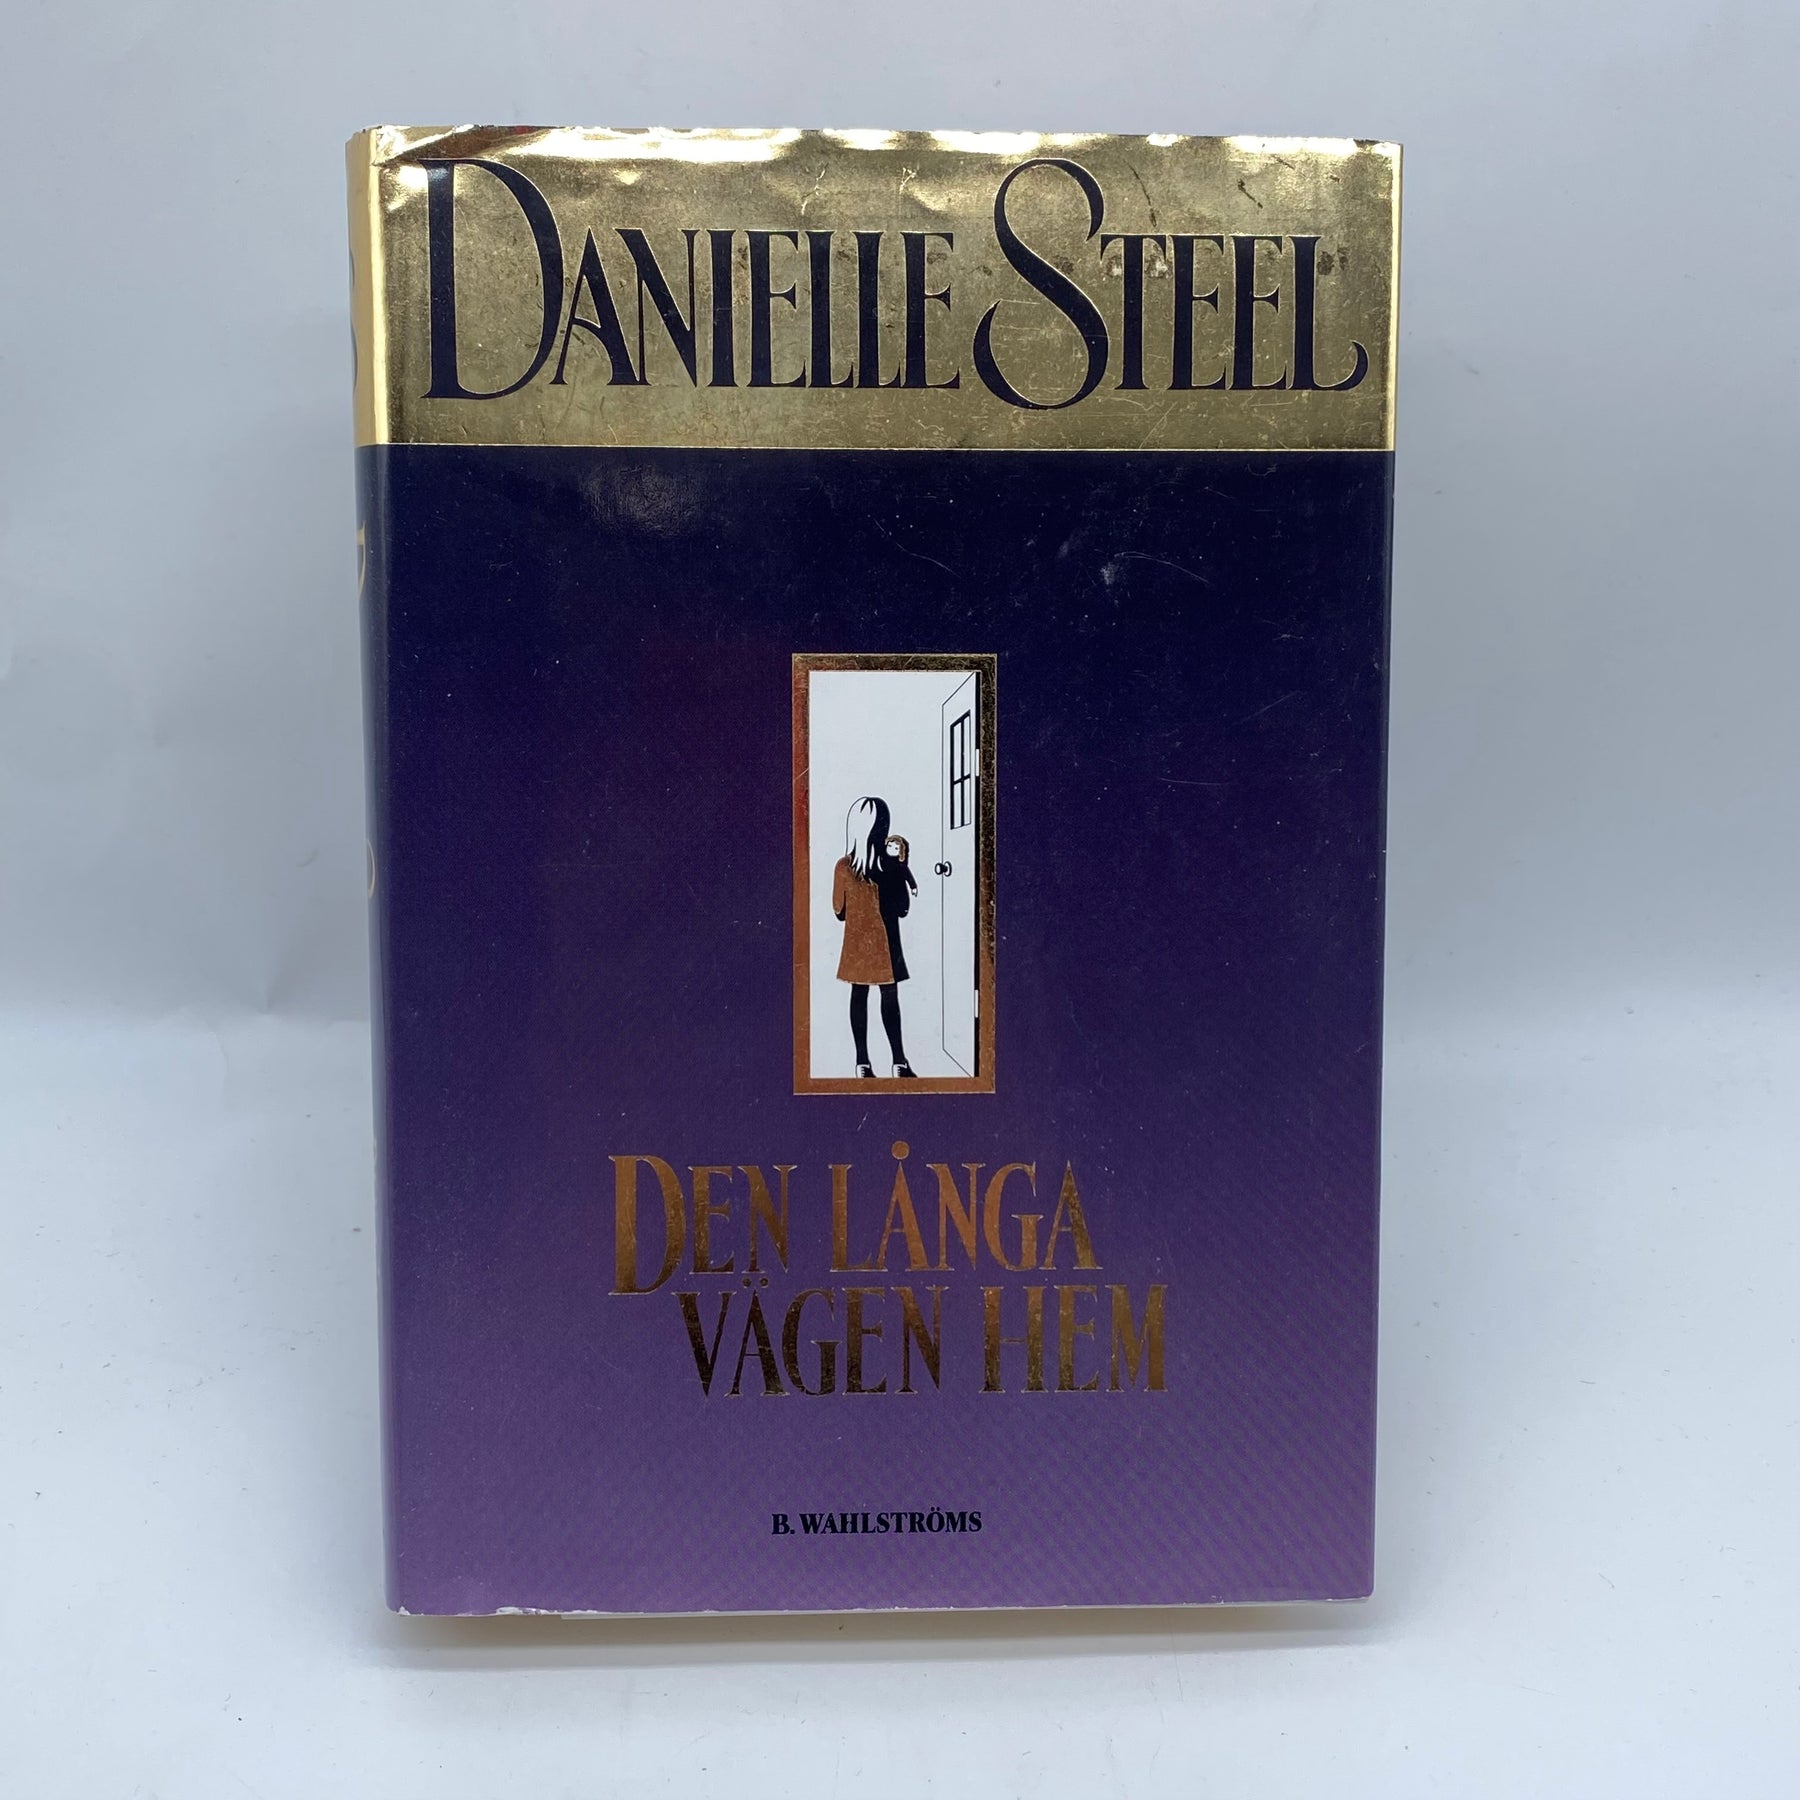 DANIELLE STEEL
DEN LÅNGA
VÄGEN HEM
B. WAHLSTRÖMS